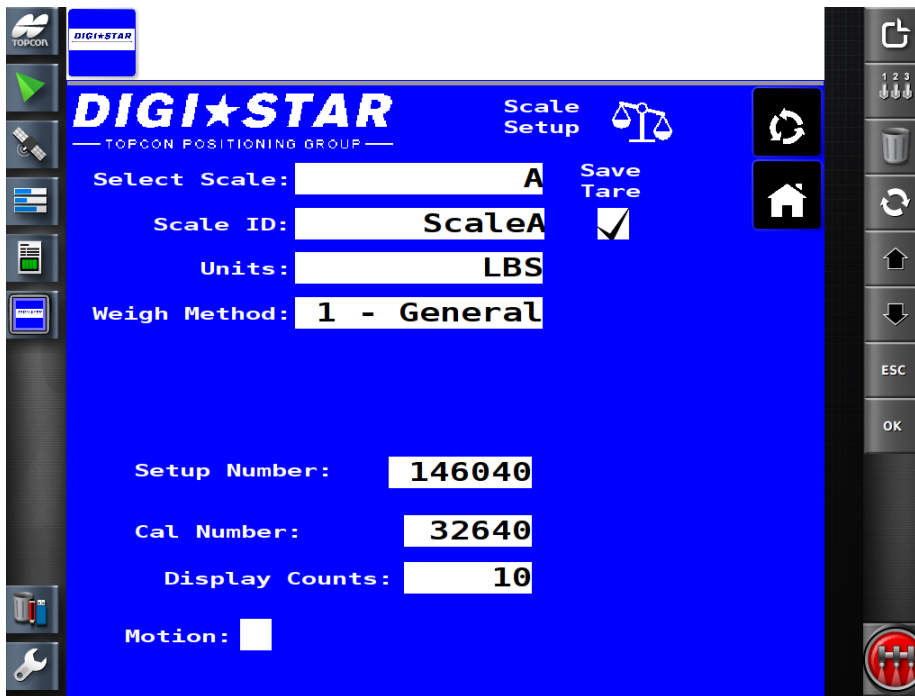 TOPCON
DIGI★STAR
1 2 3
DIGI★STAR
TOPCON POSITIONING GROUP
Scale
Setup
Select Scale: A
Save
Tare
Scale ID: ScaleA
Units: LBS
Weigh Method: 1 - General
ESC
OK
Setup Number: 146040
Cal Number: 32640
Display Counts: 10
Motion: